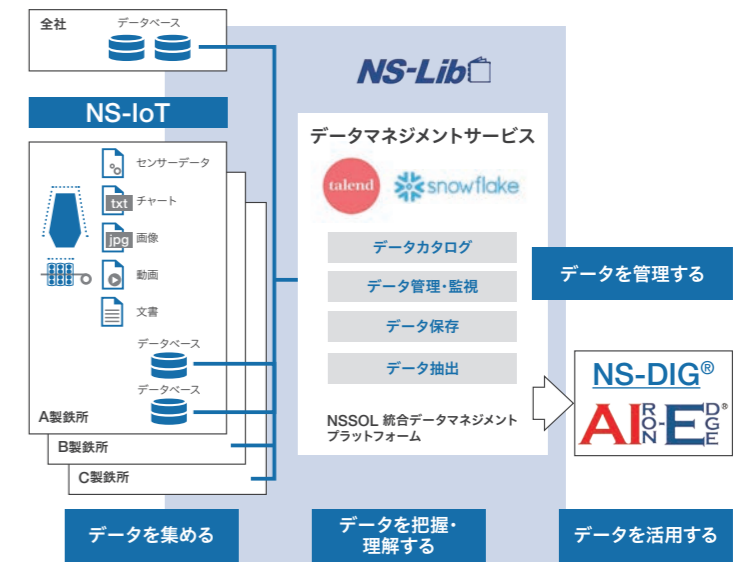 全社
データベース
NS-Lib
NS-IoT
センサーデータ
txt
チャート
jpg
画像
動画
文書
データベース
データベース
A製鉄所
B製鉄所
C製鉄所
データマネジメントサービス
talend
snowflake
データカタログ
データ管理・監視
データ保存
データ抽出
NSSOL 統合データマネジメント
プラットフォーム
データを管理する
NS-DIG®
AIRON-EDGE®
データを集める
データを把握・
理解する
データを活用する